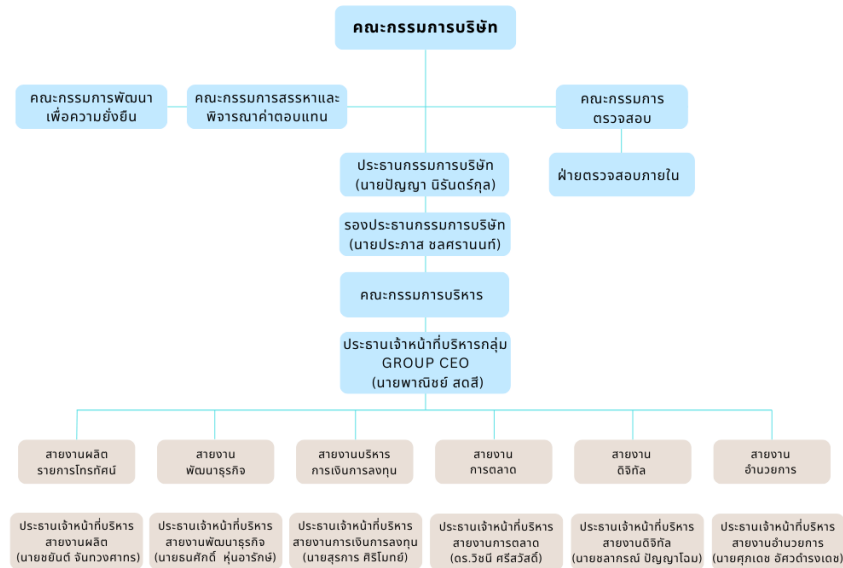 คณะกรรมการบริษัท
คณะกรรมการพัฒนา
เพื่อความยั่งยืน
คณะกรรมการสรรหาและ
พิจารณาค่าตอบแทน
คณะกรรมการ
ตรวจสอบ
ประธานกรรมการบริษัท
(นายปัญญา นิรันดร์กุล)
ฝ่ายตรวจสอบภายใน
รองประธานกรรมการบริษัท
(นายประภาส ชลศรานนท์)
คณะกรรมการบริหาร
ประธานเจ้าหน้าที่บริหารกลุ่ม
GROUP CEO
(นายพาณิชย์ สดสี)
สายงานผลิต
รายการโทรทัศน์
สายงาน
พัฒนาธุรกิจ
สายงานบริหาร
การเงินการลงทุน
สายงาน
การตลาด
สายงาน
ดิจิทัล
สายงาน
อำนวยการ
ประธานเจ้าหน้าที่บริหาร
สายงานผลิต
(นายชยันต์ จันทวงศาทร)
ประธานเจ้าหน้าที่บริหาร
สายงานพัฒนาธุรกิจ
(นายธนศักดิ์ หุ่นอารักษ์)
ประธานเจ้าหน้าที่บริหาร
สายงานการเงินการลงทุน
(นายสุรการ ศิริโมทย์)
ประธานเจ้าหน้าที่บริหาร
สายงานการตลาด
(ดร.วิชนี ศรีสวัสดิ์)
ประธานเจ้าหน้าที่บริหาร
สายงานดิจิทัล
(นายชลากรณ์ ปัญญาโฉม)
ประธานเจ้าหน้าที่บริหาร
สายงานอำนวยการ
(นายศุภเดช อัศวดำรงเดช)